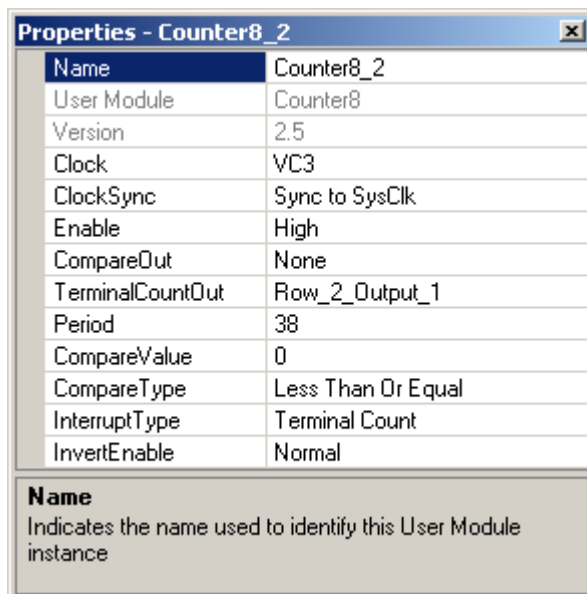 Properties - Counter8_2
Name Counter8_2
User Module Counter8
Version 2.5
Clock VC3
ClockSync Sync to SysClk
Enable High
CompareOut None
TerminalCountOut Row_2_Output_1
Period 38
CompareValue 0
CompareType Less Than Or Equal
InterruptType Terminal Count
InvertEnable Normal
Name
Indicates the name used to identify this User Module
instance